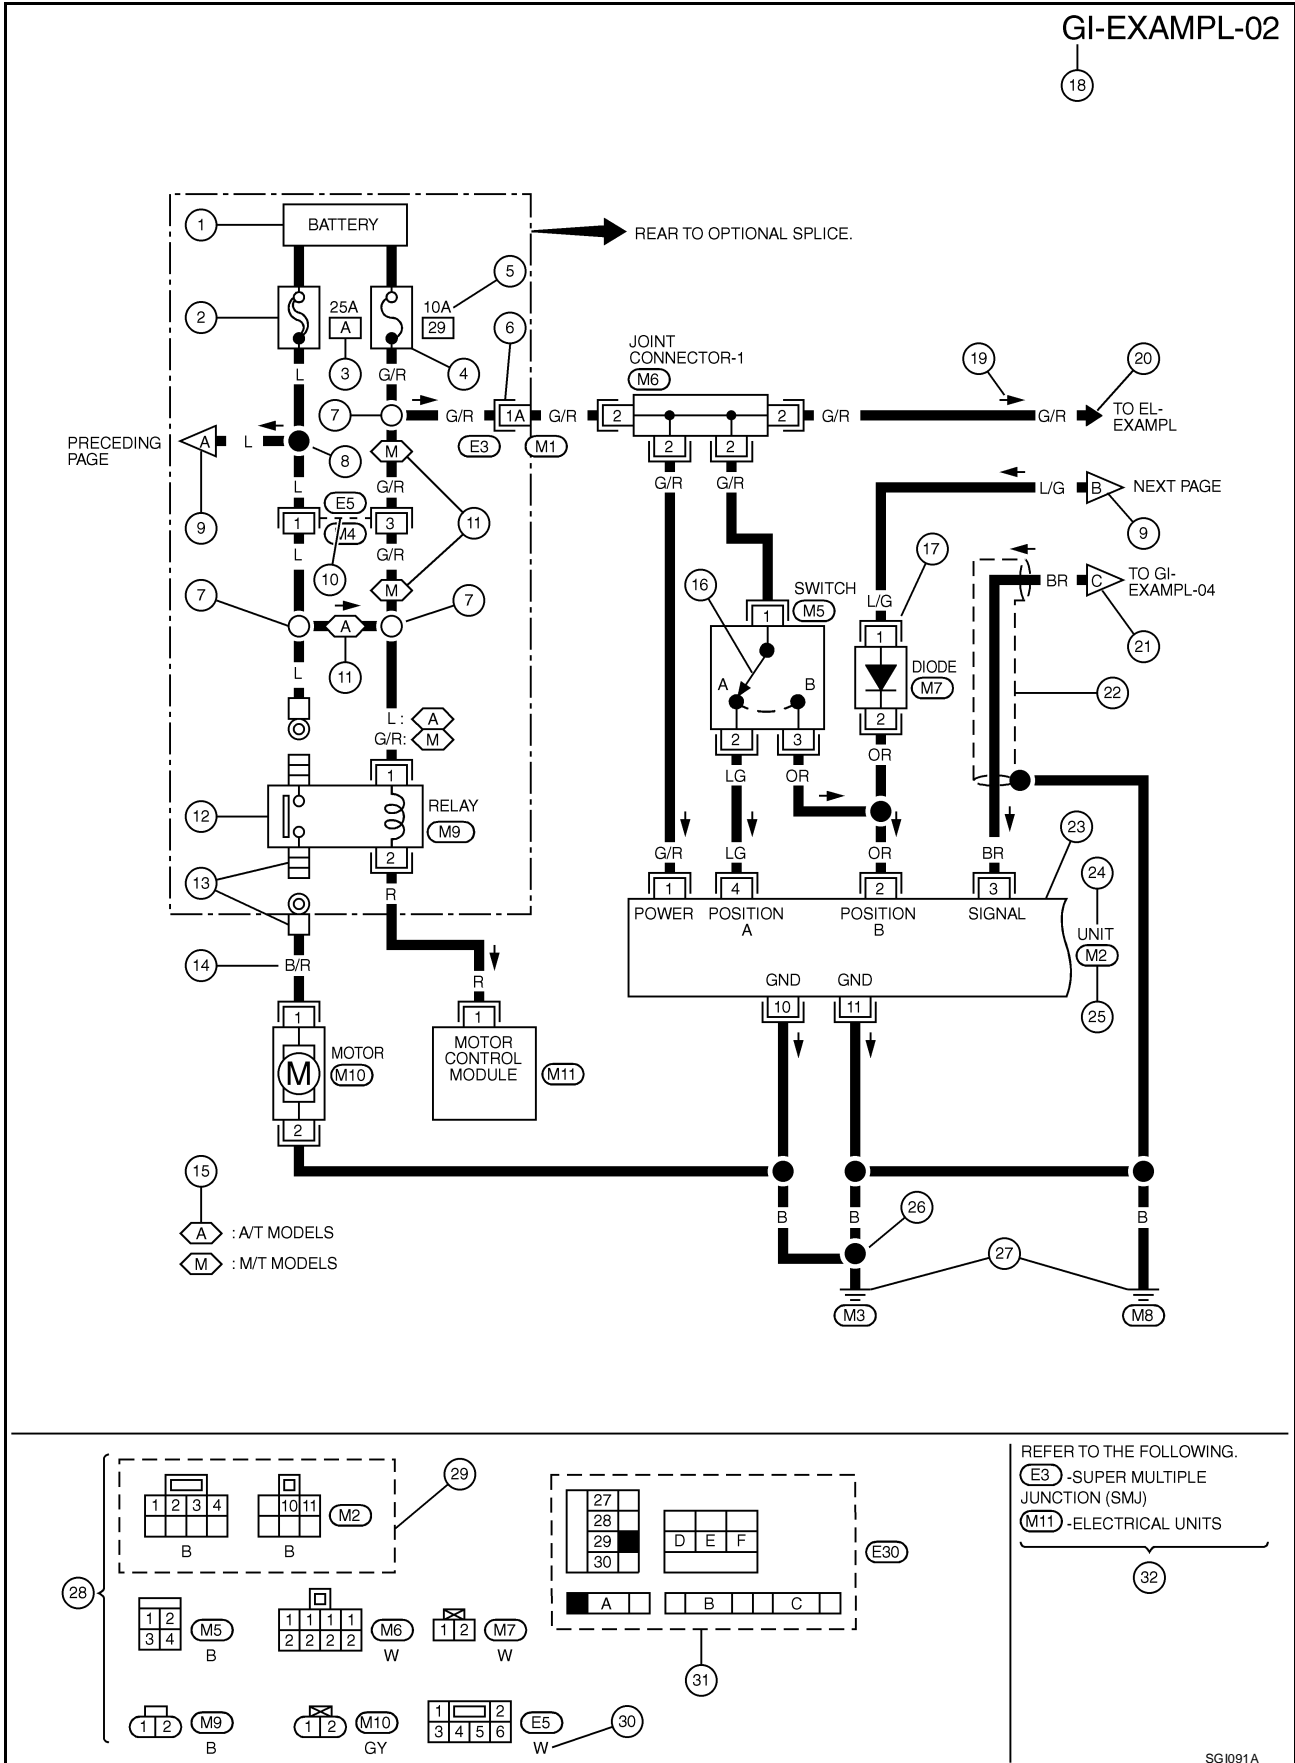 GI-EXAMPL-02
18
1
BATTERY
REAR TO OPTIONAL SPLICE.
5
2
25A
A
10A
29
6
3
4
L
G/R
JOINT
CONNECTOR-1
M6
19
20
7
G/R
1A
G/R
2
2
G/R
G/R
TO EL-
EXAMPL
E3
M1
PRECEDING
PAGE
A
L
8
M
2
2
G/R
G/R
L
G/R
L/G
B
NEXT PAGE
9
1
E5
M4
3
11
9
L
G/R
10
17
16
BR
C
TO GI-
EXAMPL-04
M
7
7
SWITCH
M5
1
L/G
1
A
11
21
L
A
B
DIODE
M7
22
L :
A
G/R:
M
2
2
3
OR
LG
OR
1
12
RELAY
M9
23
2
G/R
LG
OR
BR
24
13
R
1
4
2
3
POWER
POSITION
A
POSITION
B
SIGNAL
UNIT
M2
14
B/R
R
GND
GND
10
11
25
1
1
M
MOTOR
M10
MOTOR
CONTROL
MODULE
M11
2
15
A
: A/T MODELS
M
: M/T MODELS
B
B
B
26
27
M3
M8
28
29
1 2 3 4
10 11
M2
B
B
1 2
3 4
M5
B
1 1 1 1
2 2 2 2
M6
W
1 2
M7
W
1 2
M9
B
1 2
M10
GY
1 2
3 4 5 6
E5
W
30
27
28
29
30
D E F
A
B
C
E30
31
REFER TO THE FOLLOWING.
E3 -SUPER MULTIPLE
JUNCTION (SMJ)
M11 -ELECTRICAL UNITS
32
SGI091A